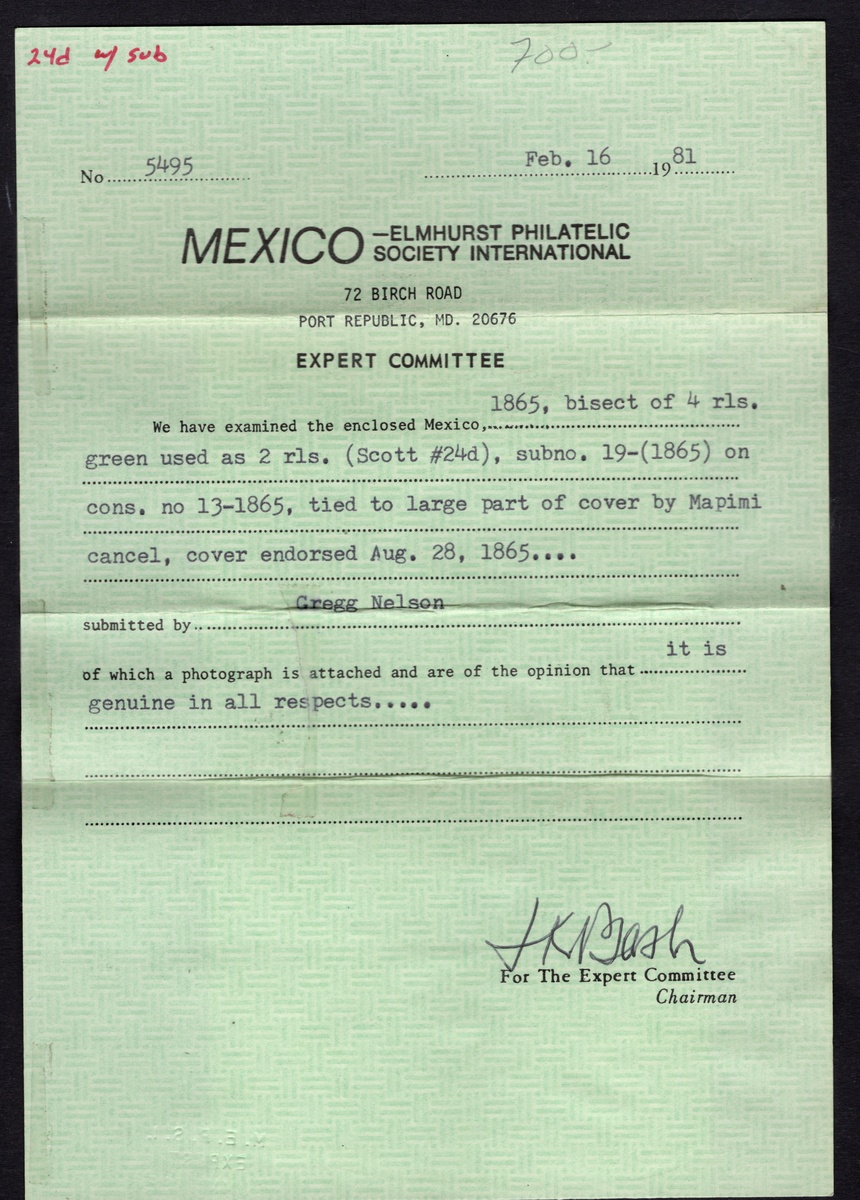 24d w/ sub
700-
No 5495 Feb. 16 1981
MEXICO —ELMHURST PHILATELIC
SOCIETY INTERNATIONAL
72 BIRCH ROAD
PORT REPUBLIC, MD. 20676
EXPERT COMMITTEE
1865, bisect of 4 rls.
We have examined the enclosed Mexico,
green used as 2 rls. (Scott #24d), subno. 19-(1865) on
cons. no 13-1865, tied to large part of cover by Mapimi
cancel, cover endorsed Aug. 28, 1865....
Gregg Nelson
submitted by
it is
of which a photograph is attached and are of the opinion that
genuine in all respects.....
For The Expert Committee
Chairman